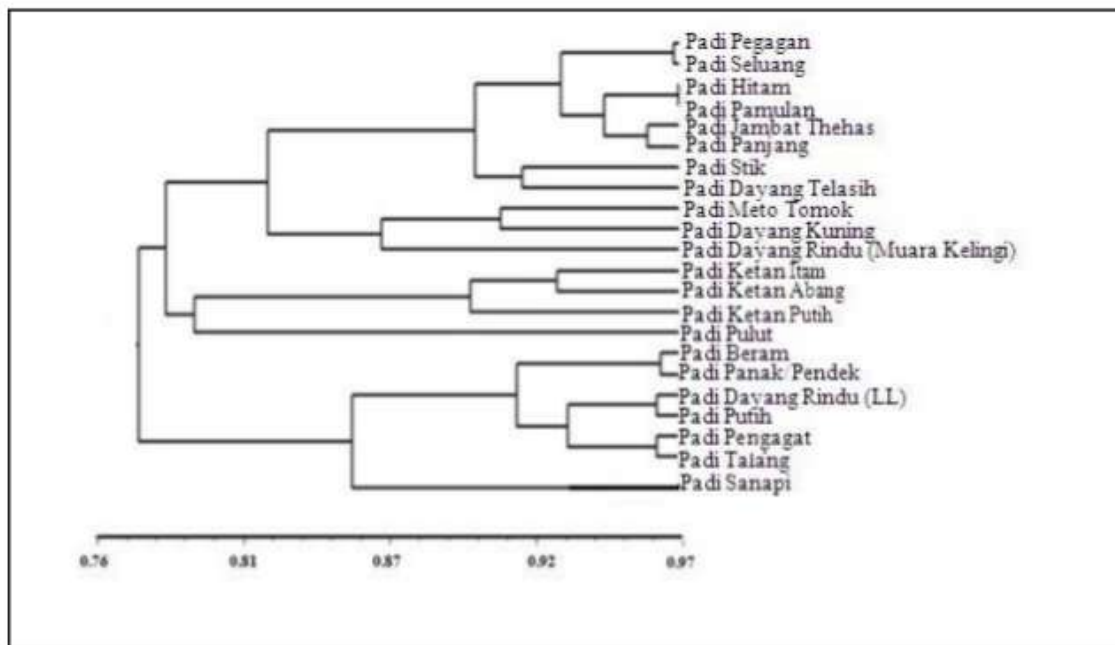 Padi Pegagan
Padi Seluang
Padi Hitam
Padi Pamulan
Padi Jambat Thehas
Padi Panjang
Padi Stik
Padi Dayang Telasih
Padi Meto Tomok
Padi Dayang Kuning
Padi Dayang Rindu (Muara Kelingi)
Padi Ketan Itam
Padi Ketan Abang
Padi Ketan Putih
Padi Pulut
Padi Beram
Padi Panak/Pendek
Padi Dayang Rindu (LL)
Padi Putih
Padi Pengagat
Padi Talang
Padi Sanapi
0.76 0.81 0.87 0.92 0.97